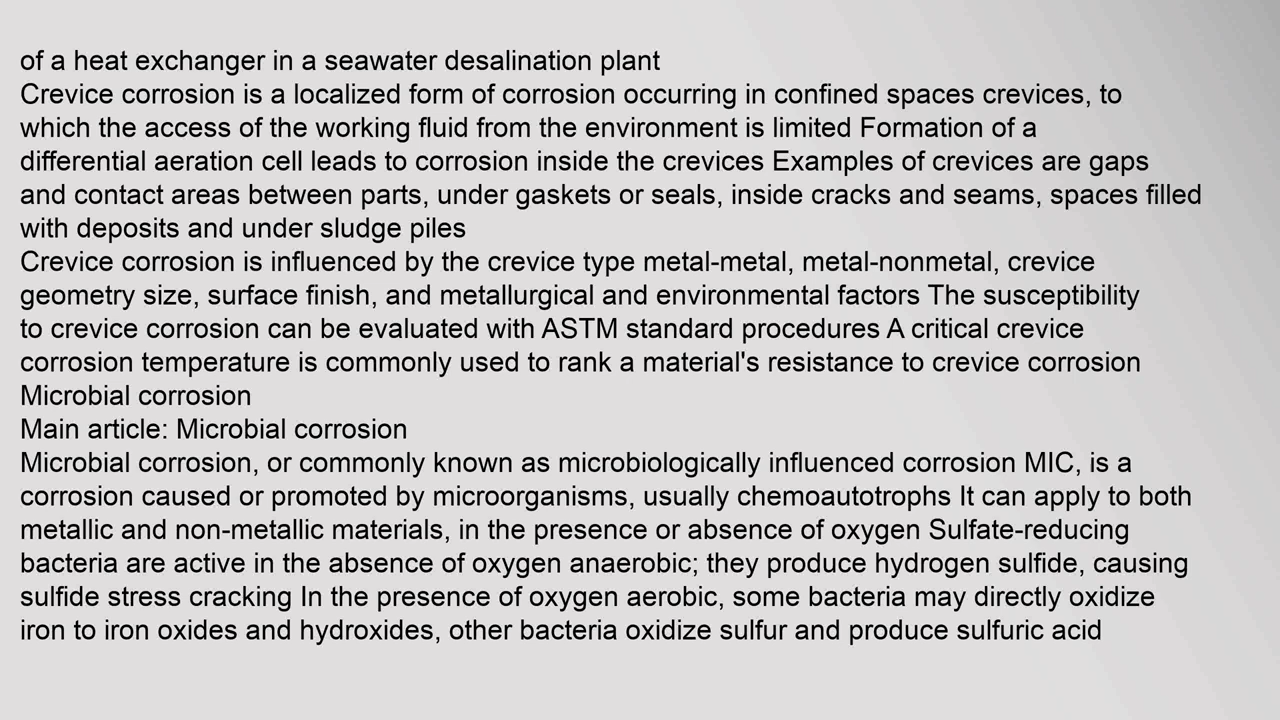 of a heat exchanger in a seawater desalination plant
Crevice corrosion is a localized form of corrosion occurring in confined spaces crevices, to
which the access of the working fluid from the environment is limited Formation of a
differential aeration cell leads to corrosion inside the crevices Examples of crevices are gaps
and contact areas between parts, under gaskets or seals, inside cracks and seams, spaces filled
with deposits and under sludge piles
Crevice corrosion is influenced by the crevice type metal-metal, metal-nonmetal, crevice
geometry size, surface finish, and metallurgical and environmental factors The susceptibility
to crevice corrosion can be evaluated with ASTM standard procedures A critical crevice
corrosion temperature is commonly used to rank a material's resistance to crevice corrosion
Microbial corrosion
Main article: Microbial corrosion
Microbial corrosion, or commonly known as microbiologically influenced corrosion MIC, is a
corrosion caused or promoted by microorganisms, usually chemoautotrophs It can apply to both
metallic and non-metallic materials, in the presence or absence of oxygen Sulfate-reducing
bacteria are active in the absence of oxygen anaerobic; they produce hydrogen sulfide, causing
sulfide stress cracking In the presence of oxygen aerobic, some bacteria may directly oxidize
iron to iron oxides and hydroxides, other bacteria oxidize sulfur and produce sulfuric acid